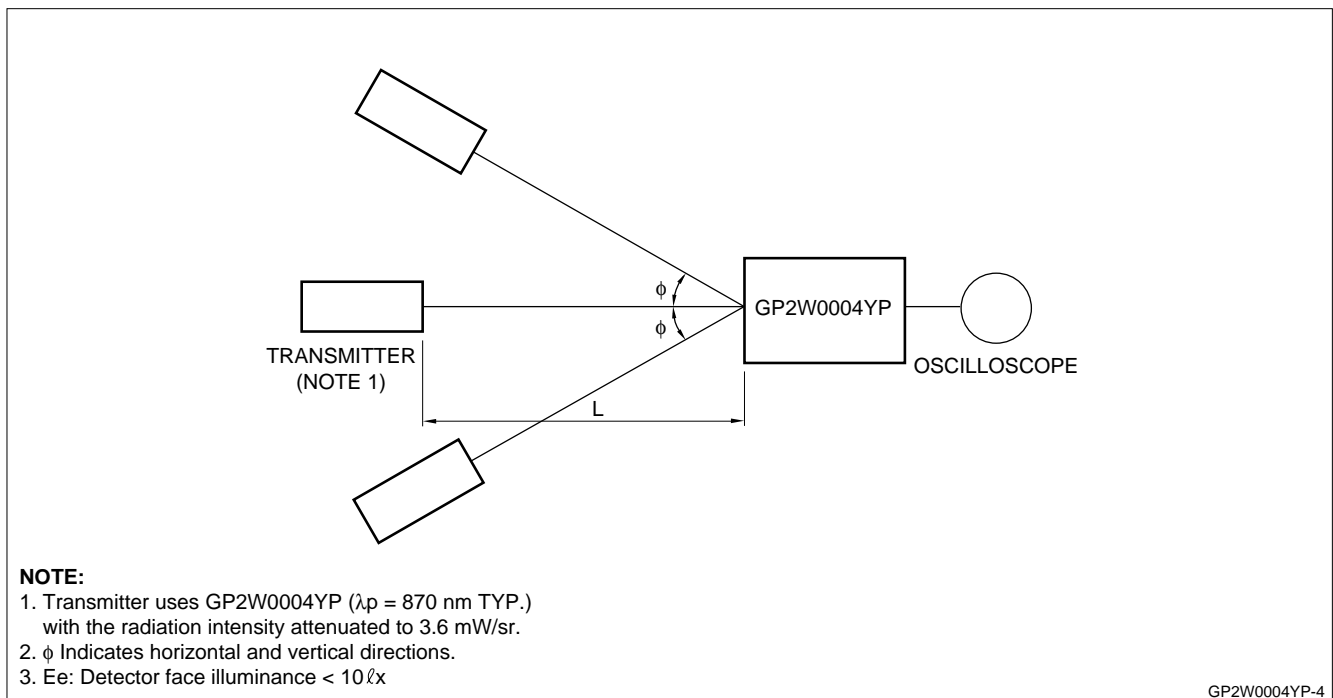 ϕ
GP2W0004YP
ϕ
TRANSMITTER
(NOTE 1)
OSCILLOSCOPE
L
NOTE:
1. Transmitter uses GP2W0004YP (λp = 870 nm TYP.)
with the radiation intensity attenuated to 3.6 mW/sr.
2. ϕ Indicates horizontal and vertical directions.
3. Ee: Detector face illuminance < 10 ℓx
GP2W0004YP-4